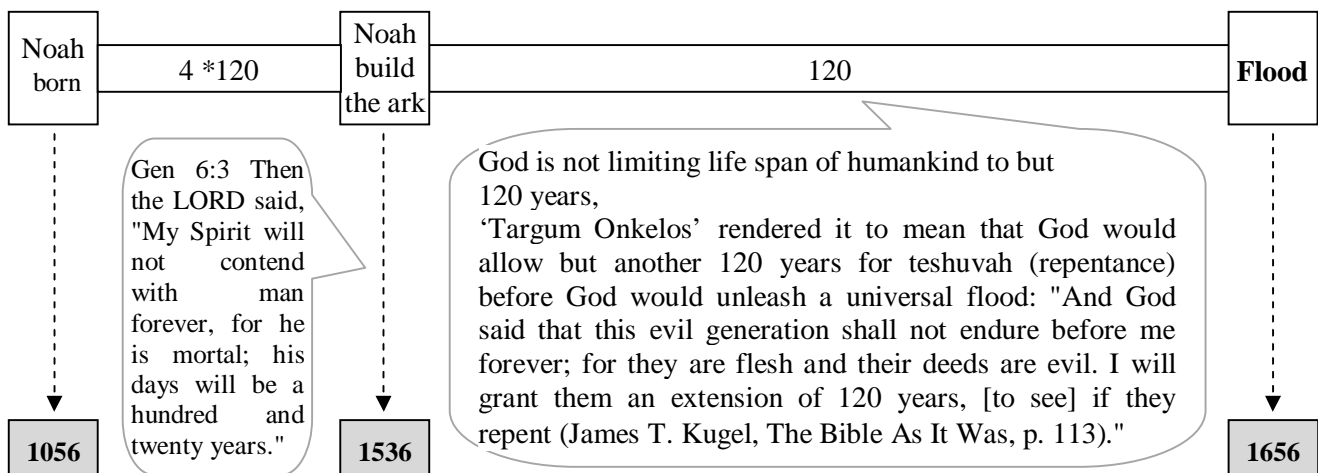 Noah
born
4 *120
Noah
build
the ark
120
Flood
Gen 6:3 Then
the LORD said,
"My Spirit will
not contend
with man
forever, for he
is mortal; his
days will be a
hundred and
twenty years."
God is not limiting life span of humankind to but
120 years,
‘Targum Onkelos’ rendered it to mean that God would
allow but another 120 years for teshuvah (repentance)
before God would unleash a universal flood: "And God
said that this evil generation shall not endure before me
forever; for they are flesh and their deeds are evil. I will
grant them an extension of 120 years, [to see] if they
repent (James T. Kugel, The Bible As It Was, p. 113)."
1056
1536
1656